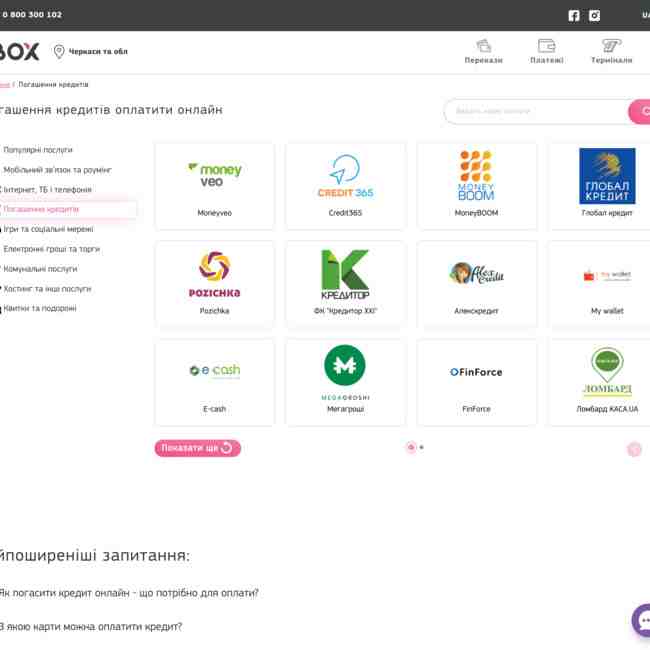 0 800 300 102
UA
BOX
Черкаси та обл
Перекази
Платежі
Термінали
/ Погашення кредитів
гашення кредитів оплатити онлайн
Популярні послуги
Мобільний зв'язок та роумінг
Інтернет, ТБ і телефонія
Погашення кредитів
Ігри та соціальні мережі
Електронні гроші та торги
Комунальні послуги
Хостинг та інші послуги
Квитки та подорожі
money
veo
Moneyveo
CREDIT 365
Credit365
MONEY
BOOM
MoneyBOOM
ГЛОБАЛ
КРЕДИТ
Глобал кредит
POZICHKA
Pozichka
КРЕДИТОР
ФК "Кредитор ХХІ"
Alex
Credit
Алекскредит
my wallet
My wallet
e-cash
E-cash
MEGAGROSHI
Мегагроші
FinForce
FinForce
ЛОМБАРД
Ломбард KACA.UA
Показати ще
йпоширеніші запитання:
Як погасити кредит онлайн - що потрібно для оплати?
З якою карти можна оплатити кредит?